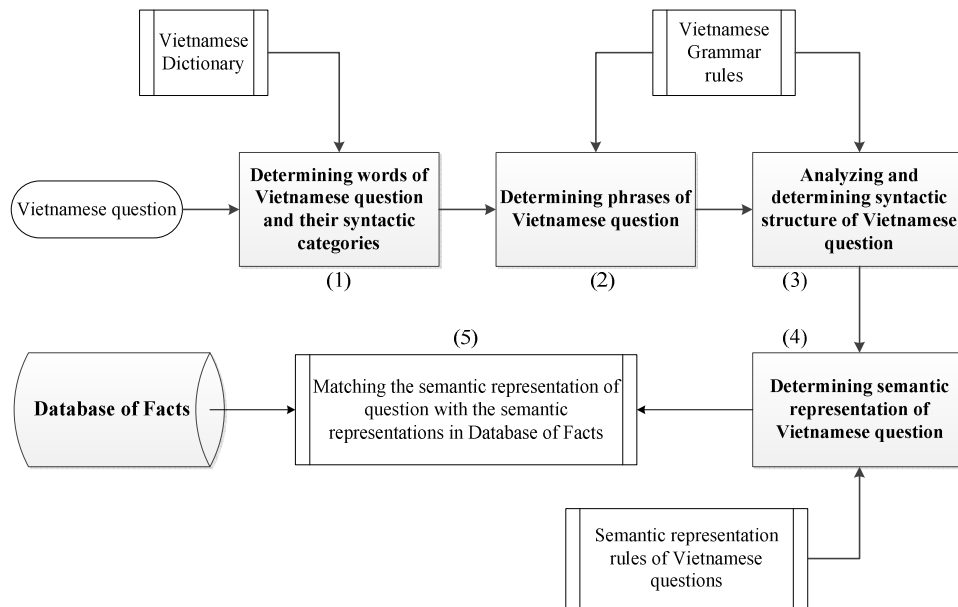 Vietnamese
Dictionary
Vietnamese
Grammar
rules
Vietnamese question
Determining words of
Vietnamese question
and their syntactic
categories
(1)
Determining phrases of
Vietnamese question
(2)
Analyzing and
determining syntactic
structure of Vietnamese
question
(3)
Database of Facts
(5)
Matching the semantic representation of
question with the semantic
representations in Database of Facts
(4)
Determining semantic
representation of
Vietnamese question
Semantic representation
rules of Vietnamese
questions